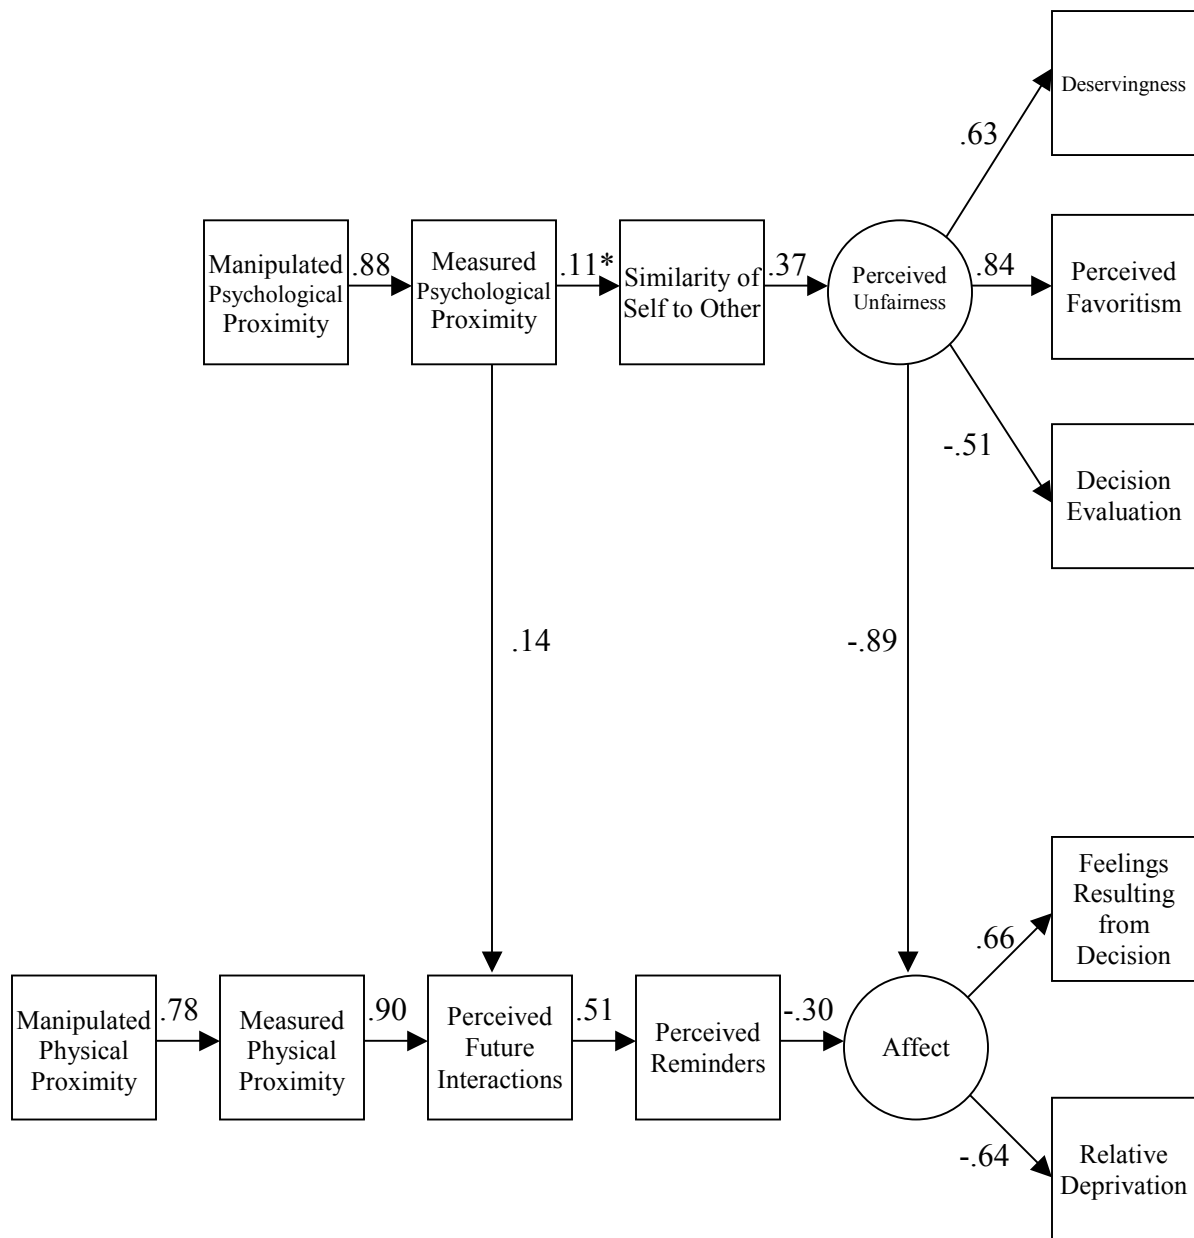 Deservingness
.63
Manipulated
Psychological
Proximity
.88
Measured
Psychological
Proximity
.11*
Similarity of
Self to Other
.37
Perceived
Unfairness
.84
Perceived
Favoritism
-.51
Decision
Evaluation
.14
-.89
Feelings
Resulting
from
Decision
.66
Manipulated
Physical
Proximity
.78
Measured
Physical
Proximity
.90
Perceived
Future
Interactions
.51
Perceived
Reminders
-.30
Affect
-.64
Relative
Deprivation